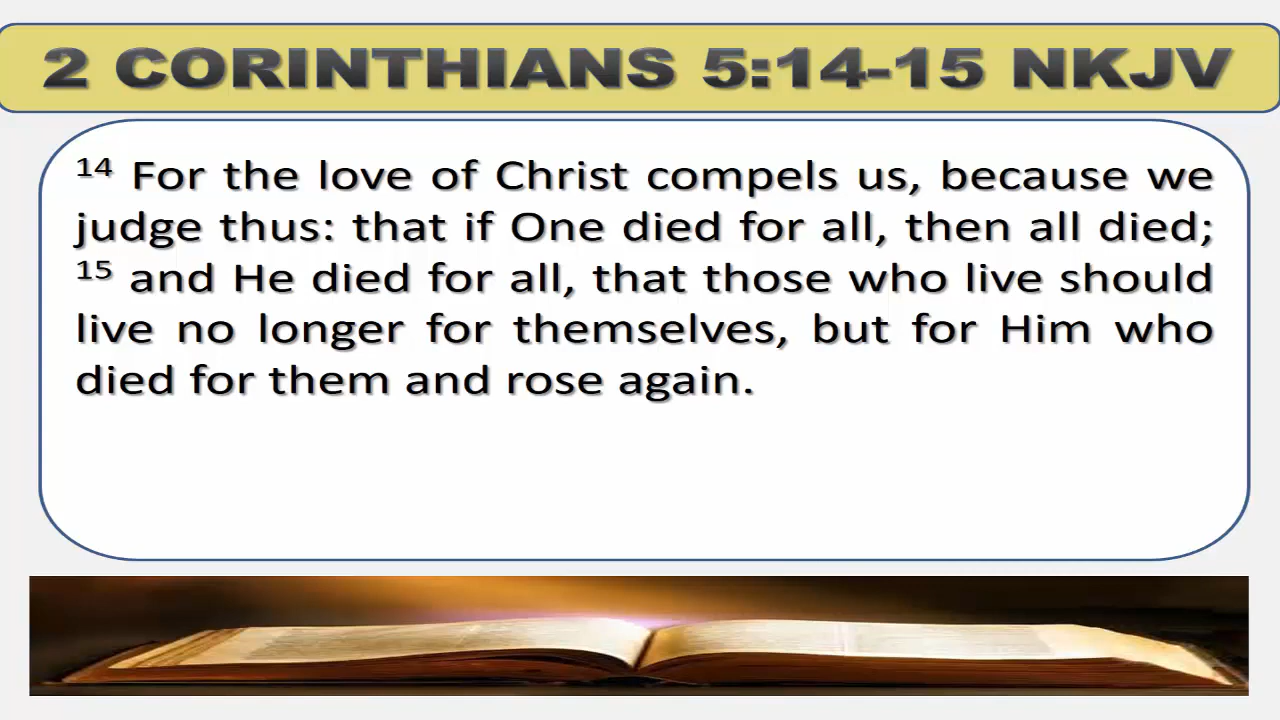 2 CORINTHIANS 5:14-15 NKJV
14 For the love of Christ compels us, because we
judge thus: that if One died for all, then all died;
15 and He died for all, that those who live should
live no longer for themselves, but for Him who
died for them and rose again.